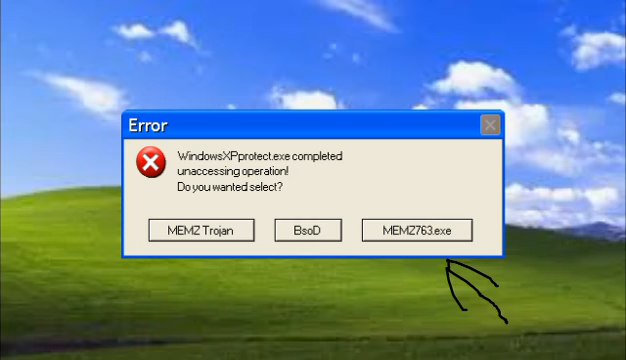 Error
WindowsXPprotect.exe completed
unaccessing operation!
Do you wanted select?
MEMZ Trojan
BsoD
MEMZ763.exe